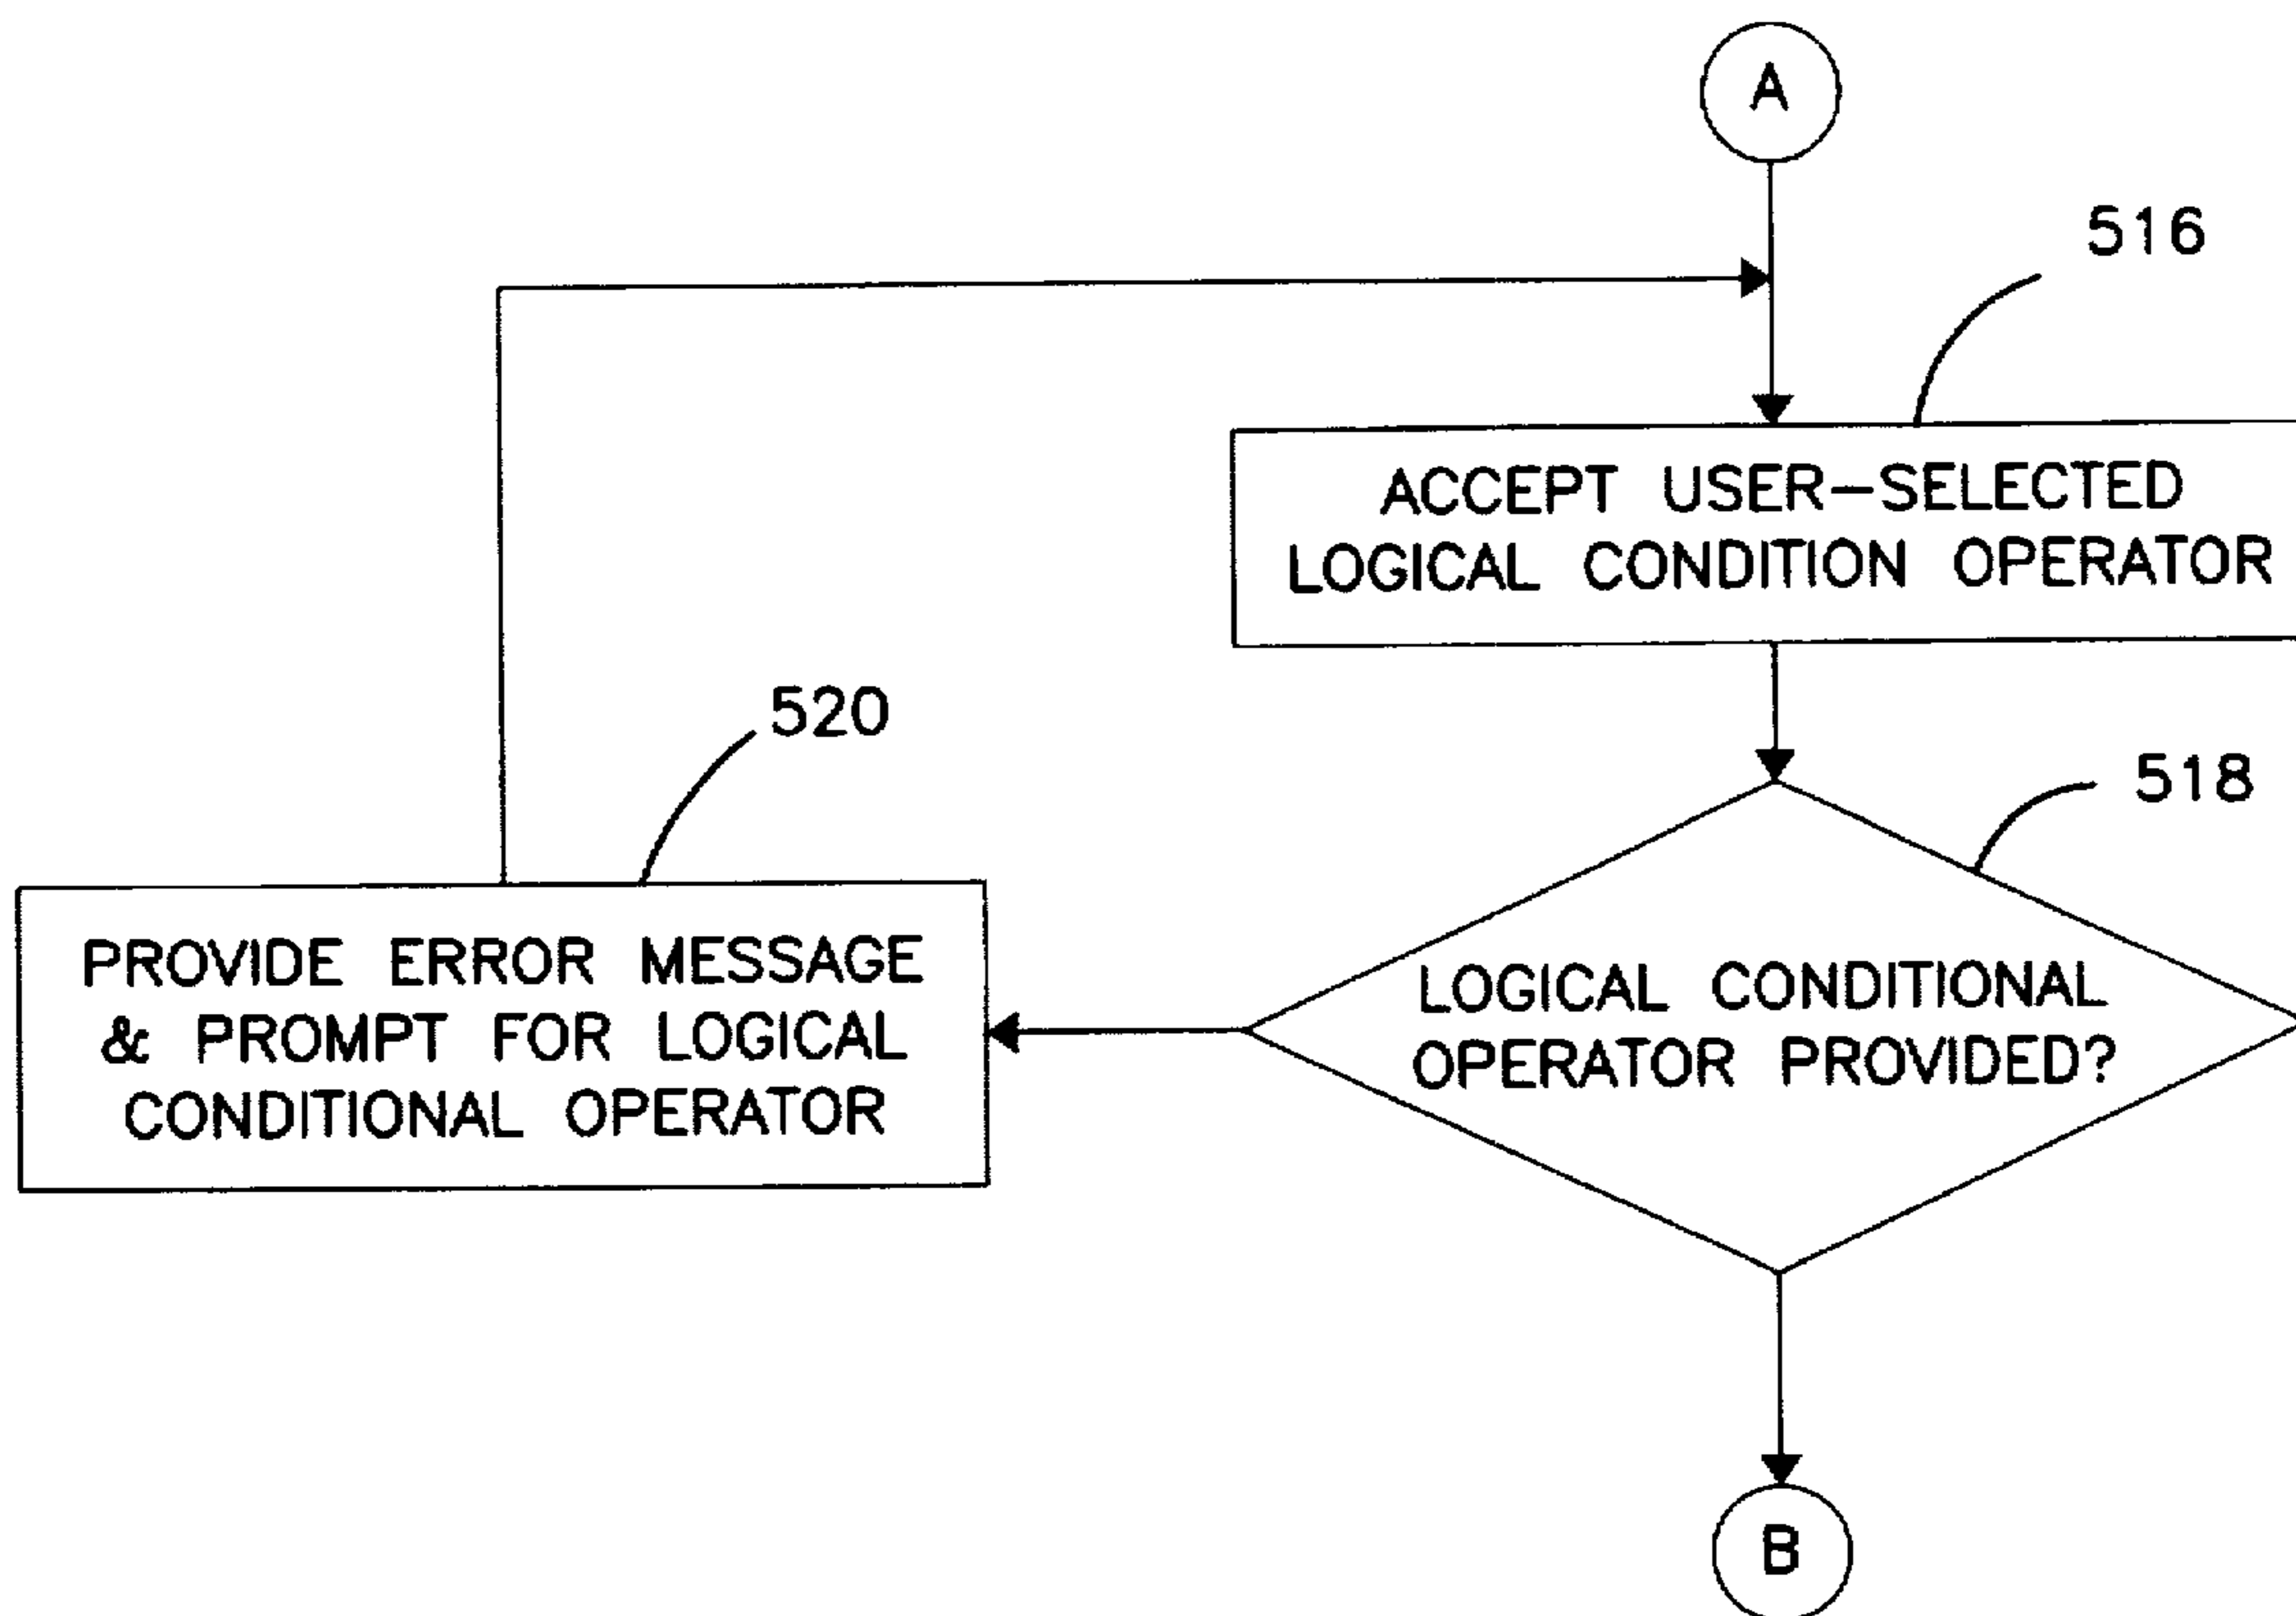 A
516
ACCEPT USER-SELECTED
LOGICAL CONDITION OPERATOR
520
518
PROVIDE ERROR MESSAGE
& PROMPT FOR LOGICAL
CONDITIONAL OPERATOR
LOGICAL CONDITIONAL
OPERATOR PROVIDED?
B